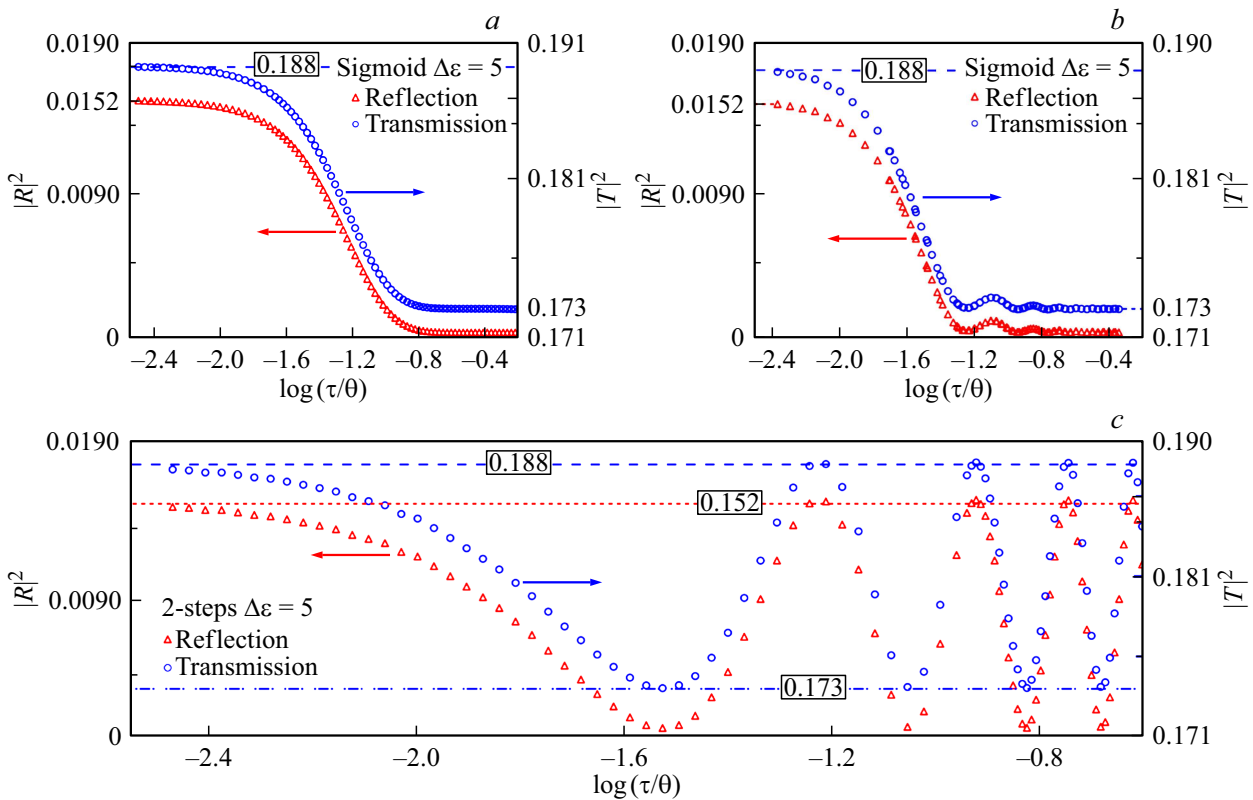 a
0.0190
0.0152
0.0090
0
|R|²
0.188
Sigmoid Δε = 5
Reflection
Transmission
0.191
0.181
0.173
0.171
|T|²
−2.4 −2.0 −1.6 −1.2 −0.8 −0.4
log (τ/θ)
b
0.0190
0.0152
0.0090
0
|R|²
0.188
Sigmoid Δε = 5
Reflection
Transmission
0.190
0.181
0.173
0.171
|T|²
−2.4 −2.0 −1.6 −1.2 −0.8 −0.4
log (τ/θ)
c
0.0190
0.0090
0
|R|²
0.188
0.152
0.173
2-steps Δε = 5
Reflection
Transmission
0.190
0.181
0.171
|T|²
−2.4 −2.0 −1.6 −1.2 −0.8
log (τ/θ)